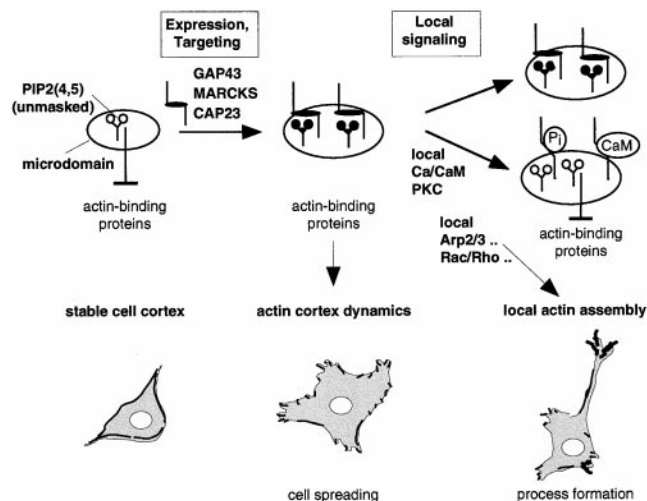 Expression,
Targeting
Local
signaling
GAP43
MARCKS
CAP23
PIP2(4,5)
(unmasked)
microdomain
Pi
CaM
local
Ca/CaM
PKC
actin-binding
proteins
actin-binding
proteins
actin-binding
proteins
local
Arp2/3 ..
Rac/Rho ..
stable cell cortex
actin cortex dynamics
local actin assembly
cell spreading
process formation